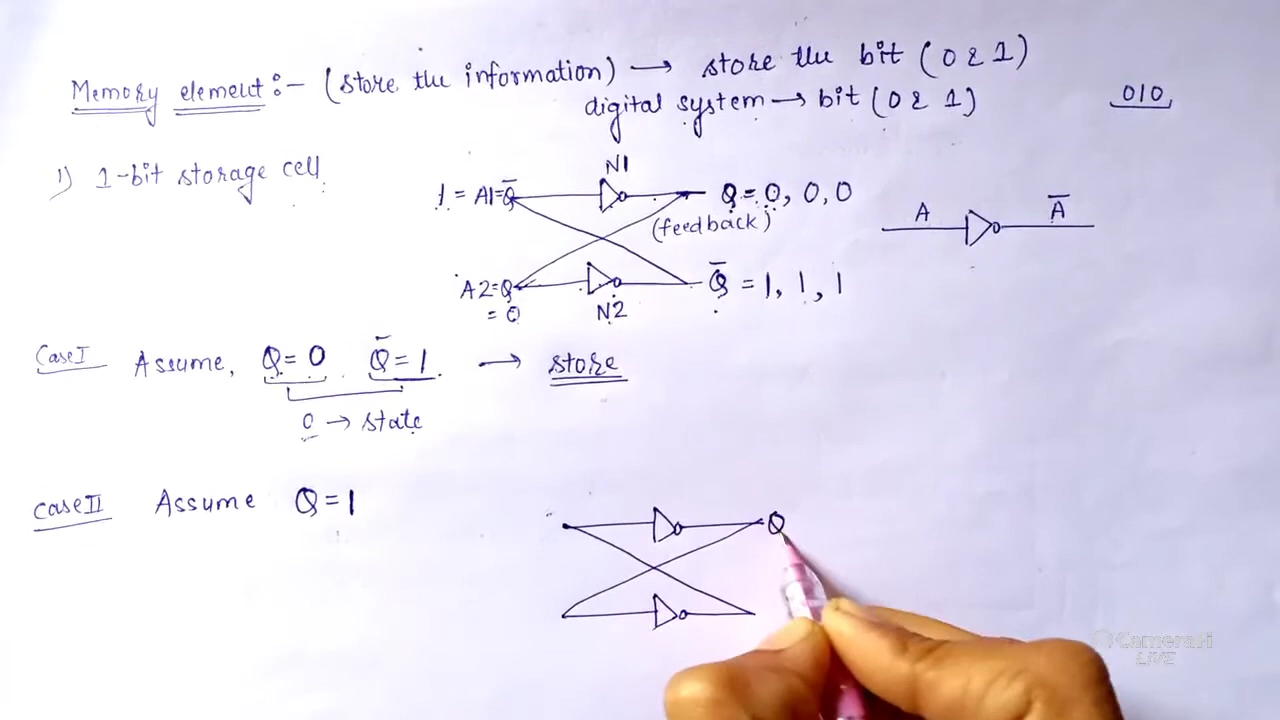 Memory element :- (store the information) → store the bit (0 & 1)
digital system → bit (0 & 1)
010
1) 1-bit storage cell
N1
1 = A1 = Q̄
Q = 0, 0, 0
(feedback)
A Ā
A2 = Q
= 0
N2
Q̄ = 1, 1, 1
Case I Assume, Q = 0 Q̄ = 1 → store
0 → state
Case II Assume Q = 1
Q
CameraFi
LIVE